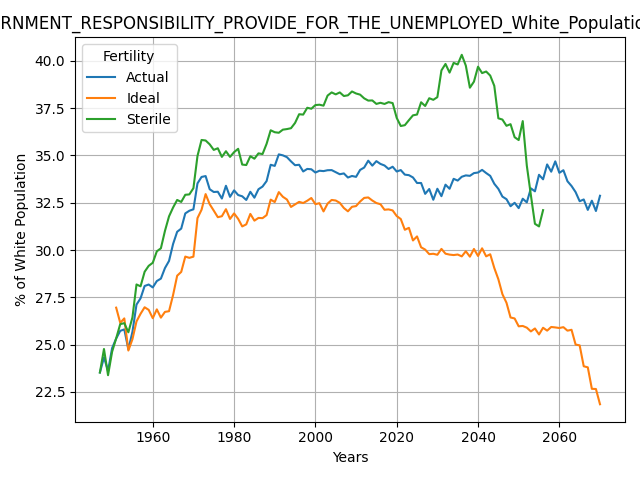 RNMENT_RESPONSIBILITY_PROVIDE_FOR_THE_UNEMPLOYED_White_Populatio
Fertility
Actual
Ideal
Sterile
% of White Population
40.0
37.5
35.0
32.5
30.0
27.5
25.0
22.5
1960 1980 2000 2020 2040 2060
Years